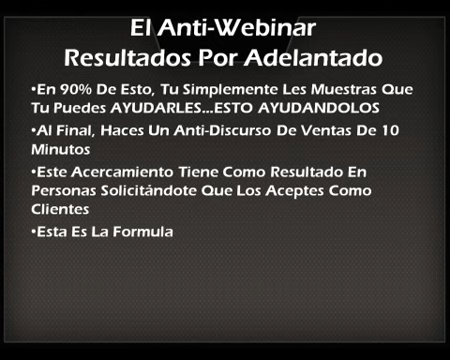 El Anti-Webinar
Resultados Por Adelantado
•En 90% De Esto, Tu Simplemente Les Muestras Que
Tu Puedes AYUDARLES...ESTO AYUDANDOLOS
•Al Final, Haces Un Anti-Discurso De Ventas De 10
Minutos
•Este Acercamiento Tiene Como Resultado En
Personas Solicitándote Que Los Aceptes Como
Clientes
•Esta Es La Formula